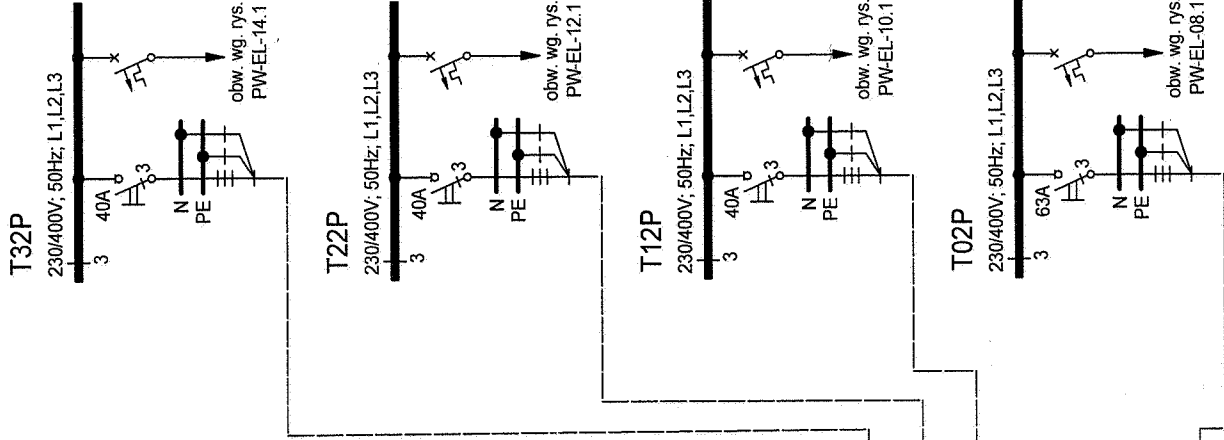 T32P
230/400V; 50Hz; L1,L2,L3
3
40A
3
N
PE
obw. wg. rys.
PW-EL-14.1
T22P
230/400V; 50Hz; L1,L2,L3
3
40A
3
N
PE
obw. wg. rys.
PW-EL-12.1
T12P
230/400V; 50Hz; L1,L2,L3
3
40A
3
N
PE
obw. wg. rys.
PW-EL-10.1
T02P
230/400V; 50Hz; L1,L2,L3
3
63A
3
N
PE
obw. wg. rys.
PW-EL-08.1